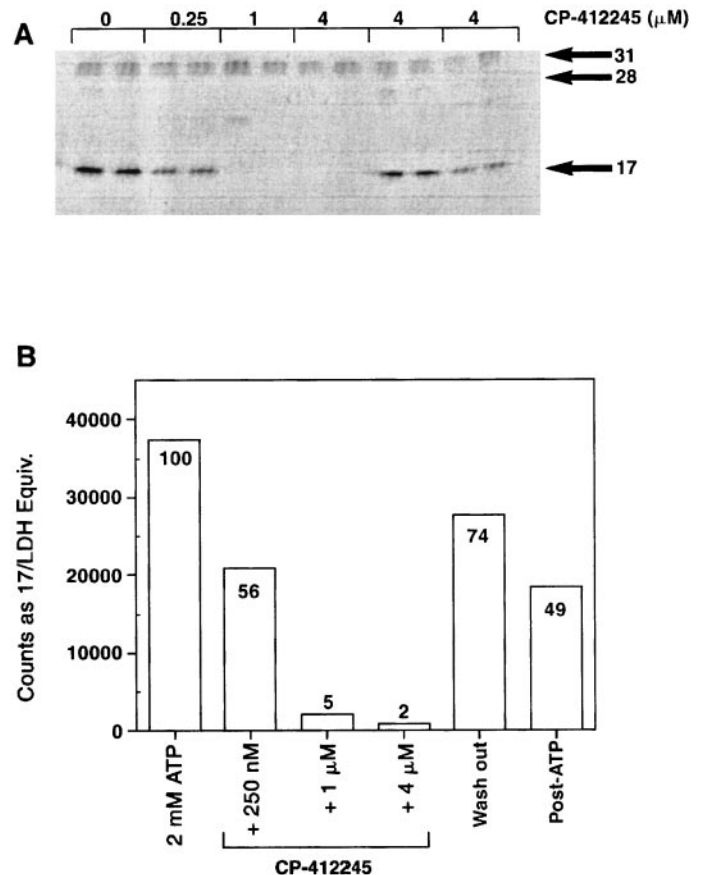 A
0 0.25 1 4 4 4 CP-412245 (μM)
31
28
17
B
Counts as 17/LDH Equiv.
40000
30000
20000
10000
0
100
56
5
2
74
49
2 mM ATP
+ 250 nM
+ 1 μM
+ 4 μM
Wash out
Post-ATP
CP-412245